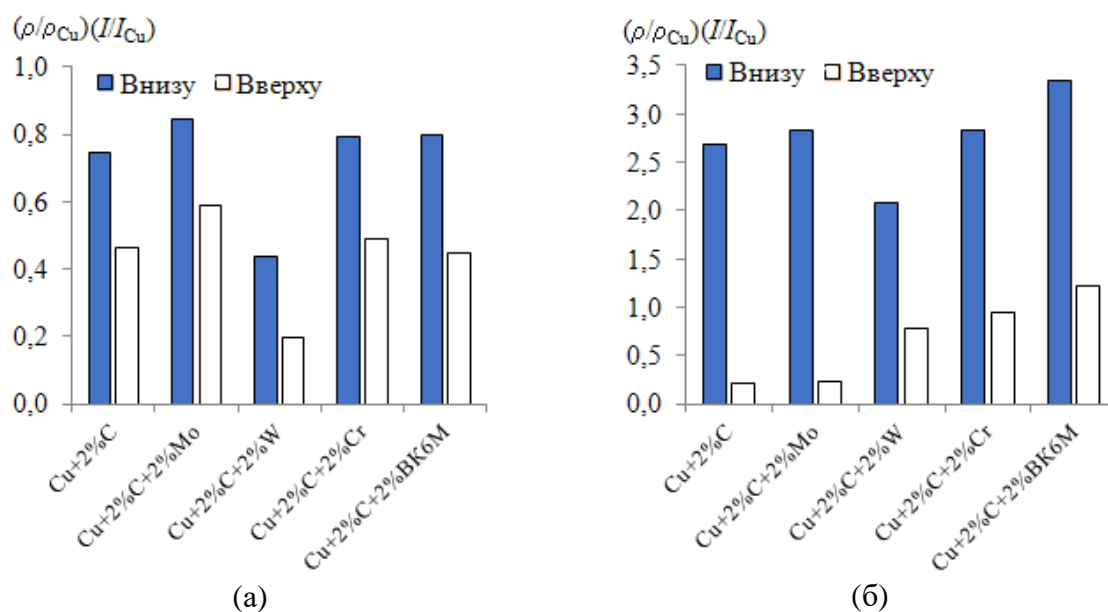 (ρ/ρCu)(I/ICu)
1,0
0,8
0,6
0,4
0,2
0,0
Внизу Вверху
Cu+2%C
Cu+2%C+2%Mo
Cu+2%C+2%W
Cu+2%C+2%Cr
Cu+2%C+2%ВК6М
(а)
(ρ/ρCu)(I/ICu)
3,5
3,0
2,5
2,0
1,5
1,0
0,5
0,0
Внизу Вверху
Cu+2%C
Cu+2%C+2%Mo
Cu+2%C+2%W
Cu+2%C+2%Cr
Cu+2%C+2%ВК6М
(б)